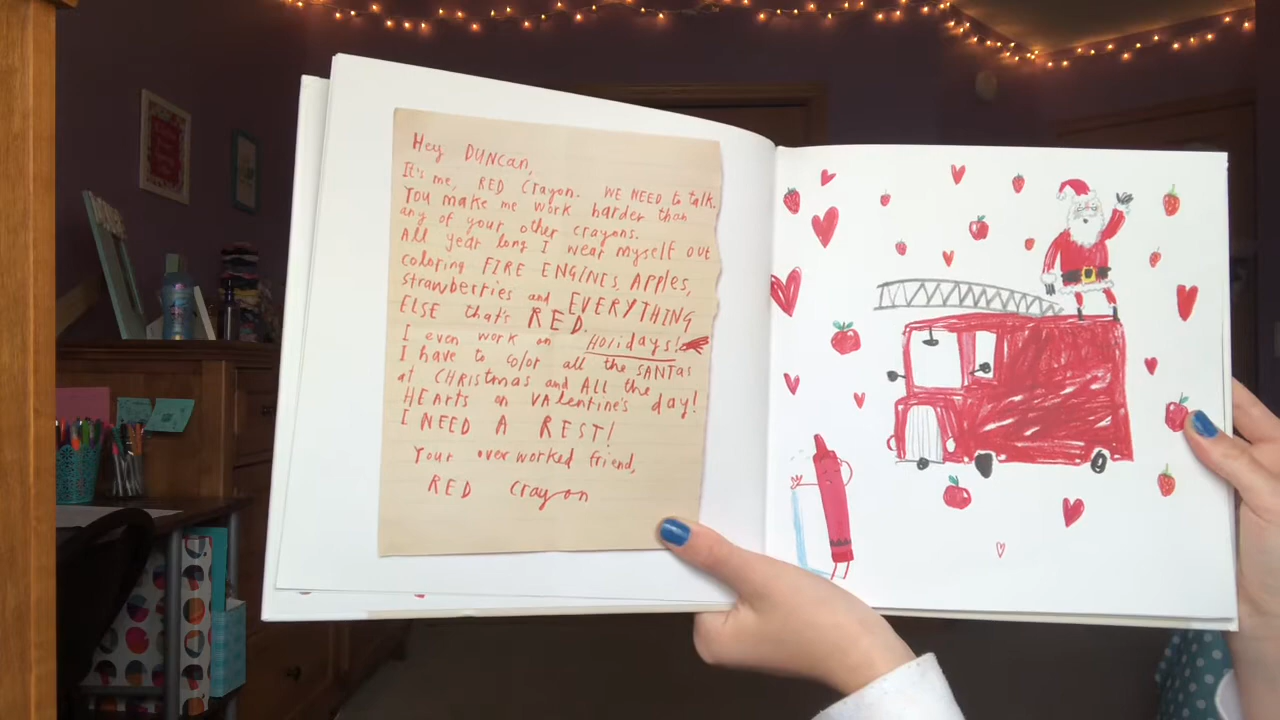 Hey DUNCan,
It's me, RED Crayon. WE NEED to talk.
You make me work harder than
any of your other crayons.
All year long I wear myself out
coloring FIRE ENGINES, APPles,
strawberries and EVERYTHING
ELSE that's RED.
I even work on Holidays!
I have to color all the SANTAs
at CHRistmas and All the
HEArts on VAlentine's day!
I NEED A REST!
Your overworked friend,
RED Crayon